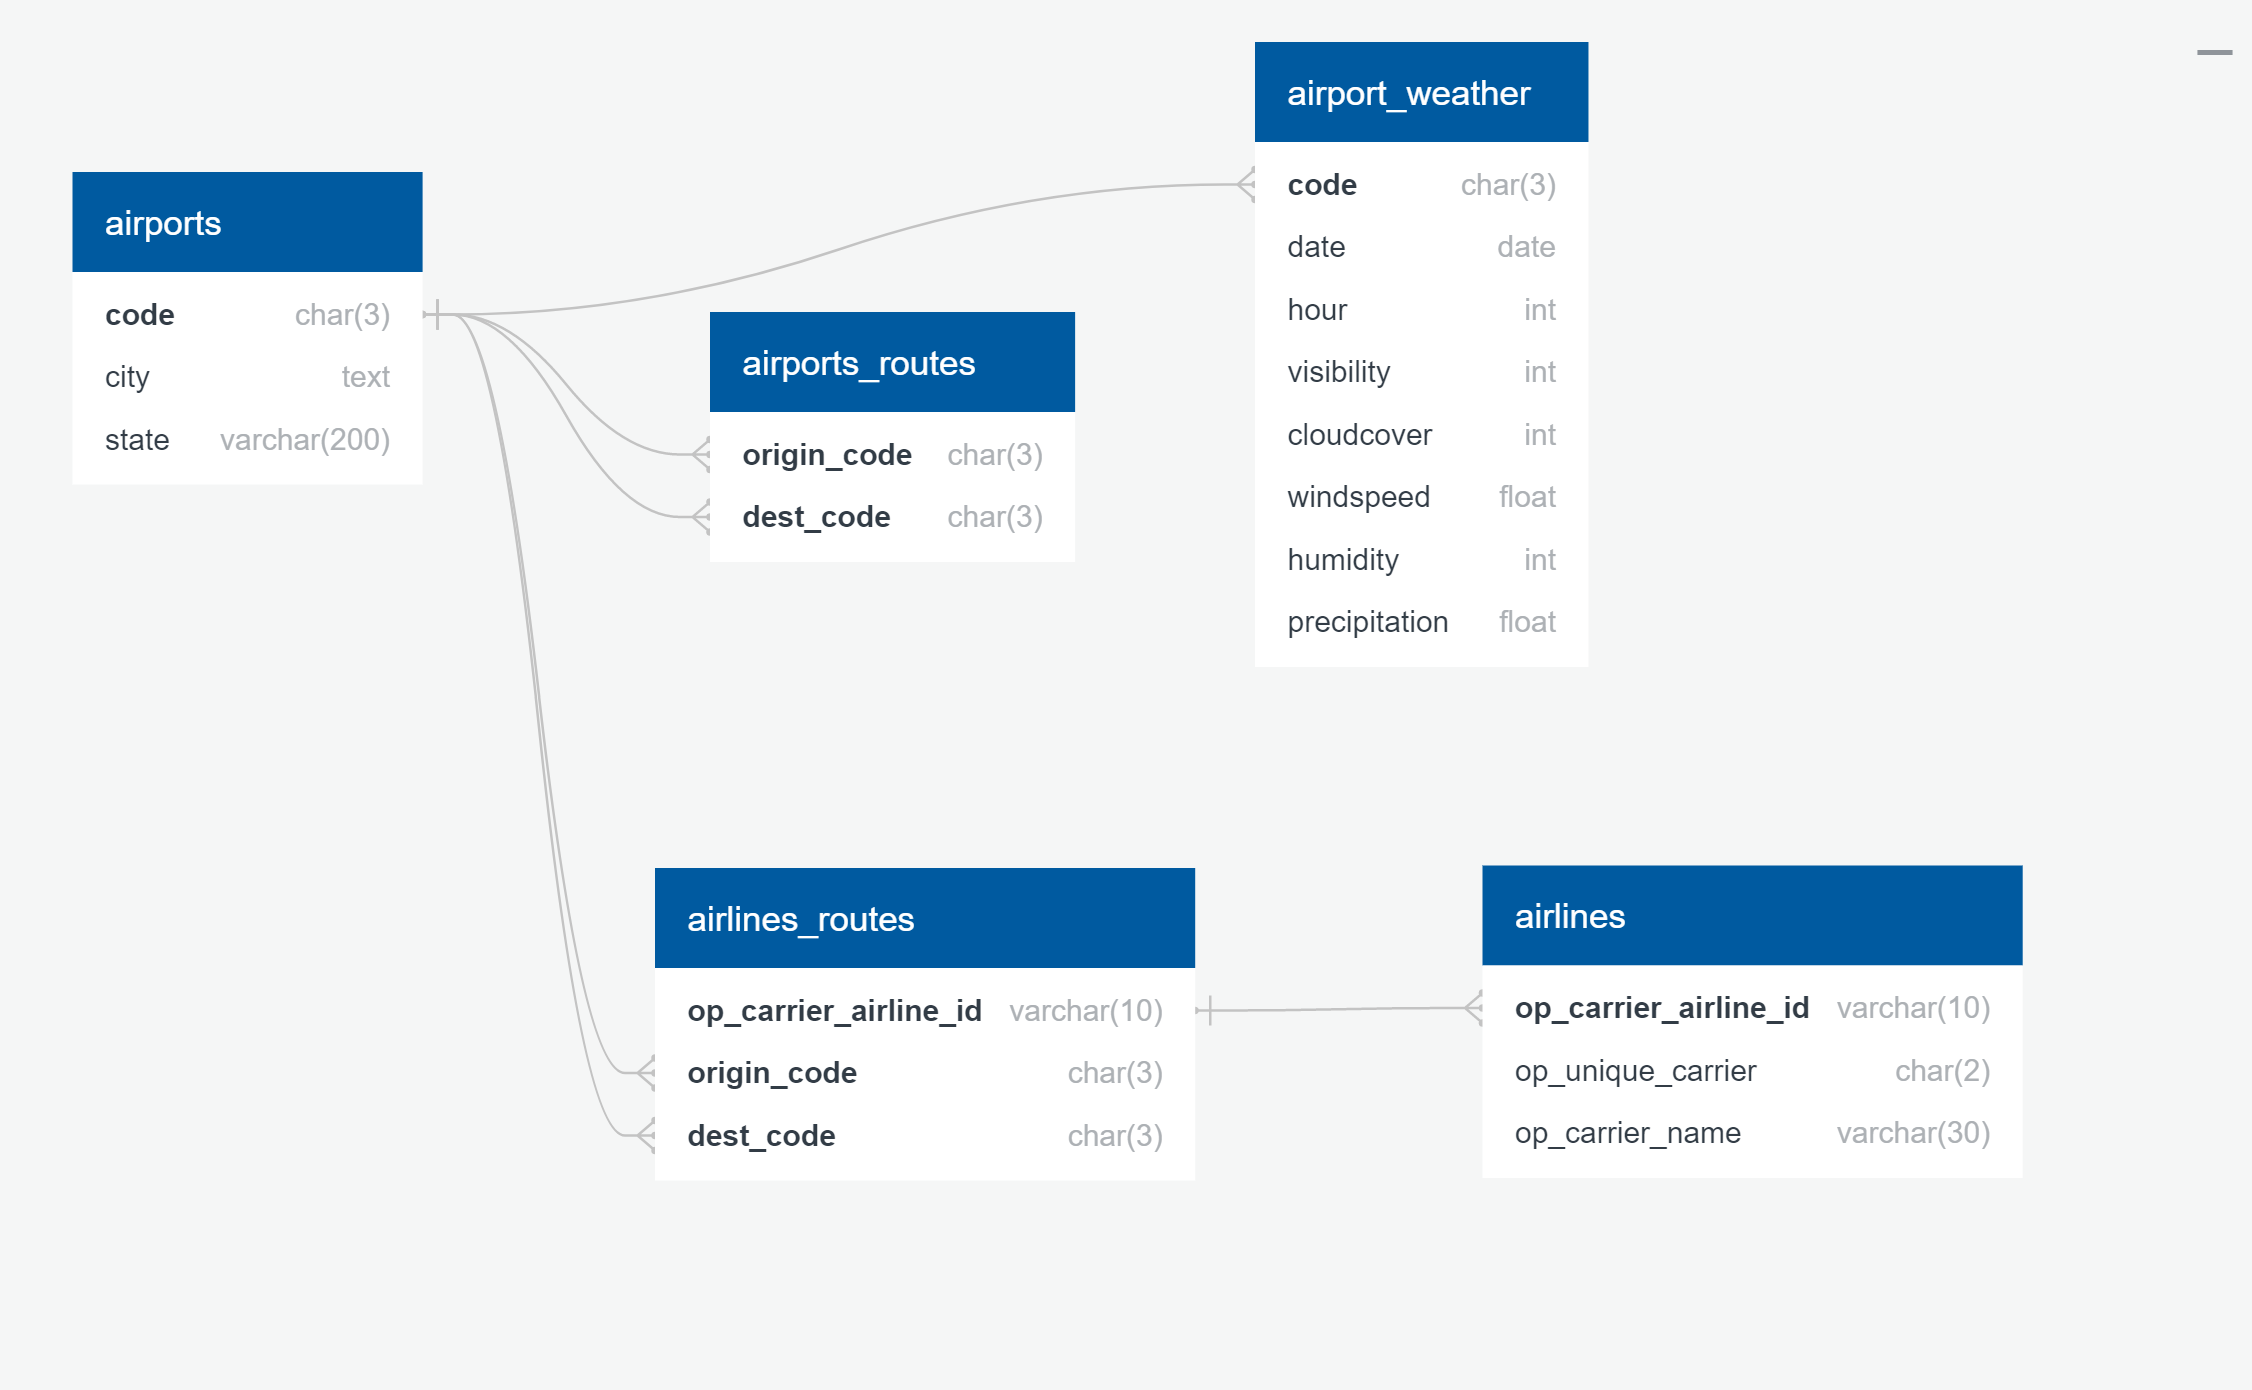 airports
code char(3)
city text
state varchar(200)
airports_routes
origin_code char(3)
dest_code char(3)
airport_weather
code char(3)
date date
hour int
visibility int
cloudcover int
windspeed float
humidity int
precipitation float
airlines_routes
op_carrier_airline_id varchar(10)
origin_code char(3)
dest_code char(3)
airlines
op_carrier_airline_id varchar(10)
op_unique_carrier char(2)
op_carrier_name varchar(30)